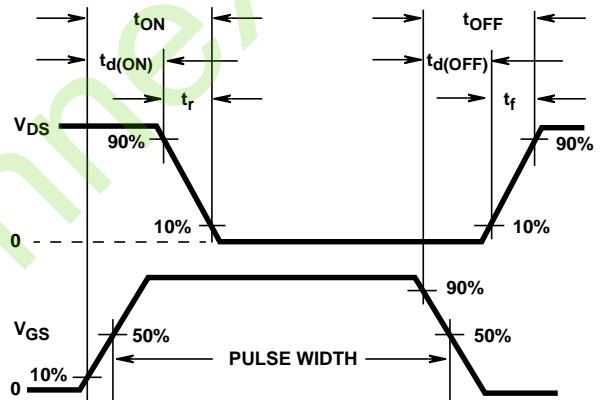 tON tOFF
td(ON) td(OFF)
tr tf
VDS
90% 90%
10% 10%
0
90%
VGS 50% 50%
PULSE WIDTH
10%
0